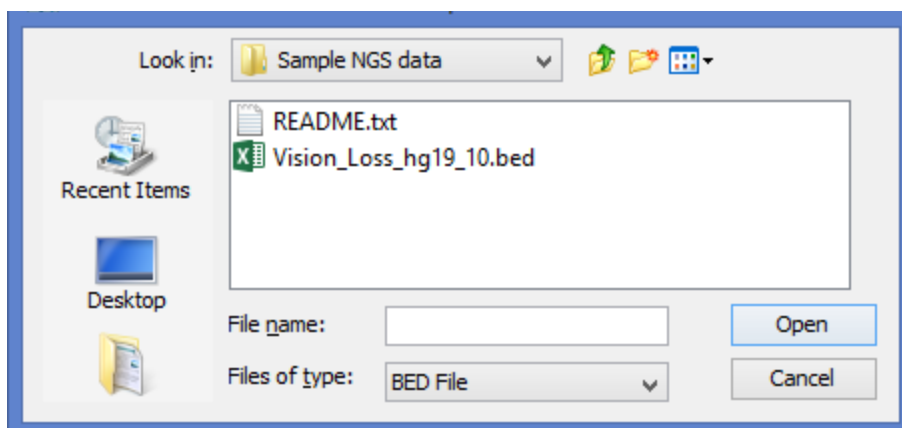 Look in:
Sample NGS data
README.txt
Vision_Loss_hg19_10.bed
Recent Items
Desktop
File name:
Open
Files of type:
BED File
Cancel